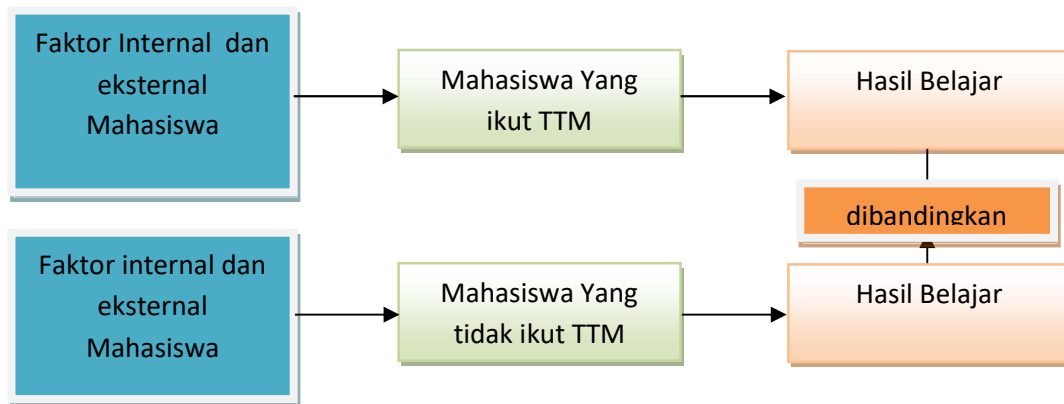 Faktor Internal dan
eksternal
Mahasiswa
Mahasiswa Yang
ikut TTM
Hasil Belajar
dibandingkan
Faktor internal dan
eksternal
Mahasiswa
Mahasiswa Yang
tidak ikut TTM
Hasil Belajar